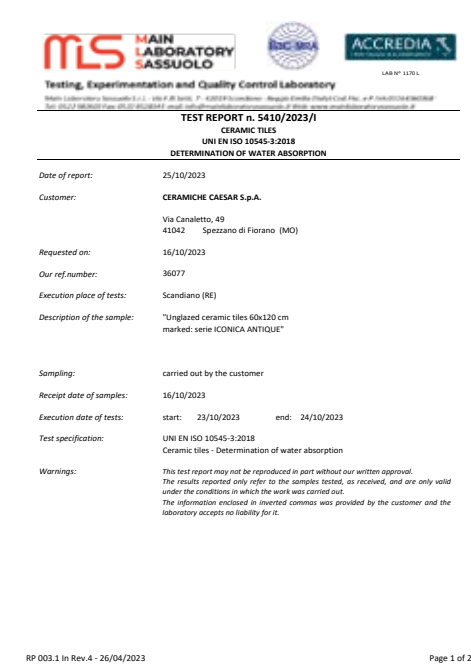 MLS MAIN
LABORATORY
SASSUOLO
ILAC-MRA
ACCREDIA
LAB N° 1170 L
Testing, Experimentation and Quality Control Laboratory
Main Laboratory Sassuolo S.r.l.
TEST REPORT n. 5410/2023/I
CERAMIC TILES
UNI EN ISO 10545-3:2018
DETERMINATION OF WATER ABSORPTION
Date of report: 25/10/2023
Customer: CERAMICHE CAESAR S.p.A.
Via Canaletto, 49
41042 Spezzano di Fiorano (MO)
Requested on: 16/10/2023
Our ref.number: 36077
Execution place of tests: Scandiano (RE)
Description of the sample: "Unglazed ceramic tiles 60x120 cm
marked: serie ICONICA ANTIQUE"
Sampling: carried out by the customer
Receipt date of samples: 16/10/2023
Execution date of tests: start: 23/10/2023 end: 24/10/2023
Test specification: UNI EN ISO 10545-3:2018
Ceramic tiles - Determination of water absorption
Warnings: This test report may not be reproduced in part without our written approval.
The results reported only refer to the samples tested, as received, and are only valid
under the conditions in which the work was carried out.
The information enclosed in inverted commas was provided by the customer and the
laboratory accepts no liability for it.
RP 003.1 In Rev.4 - 26/04/2023
Page 1 of 2